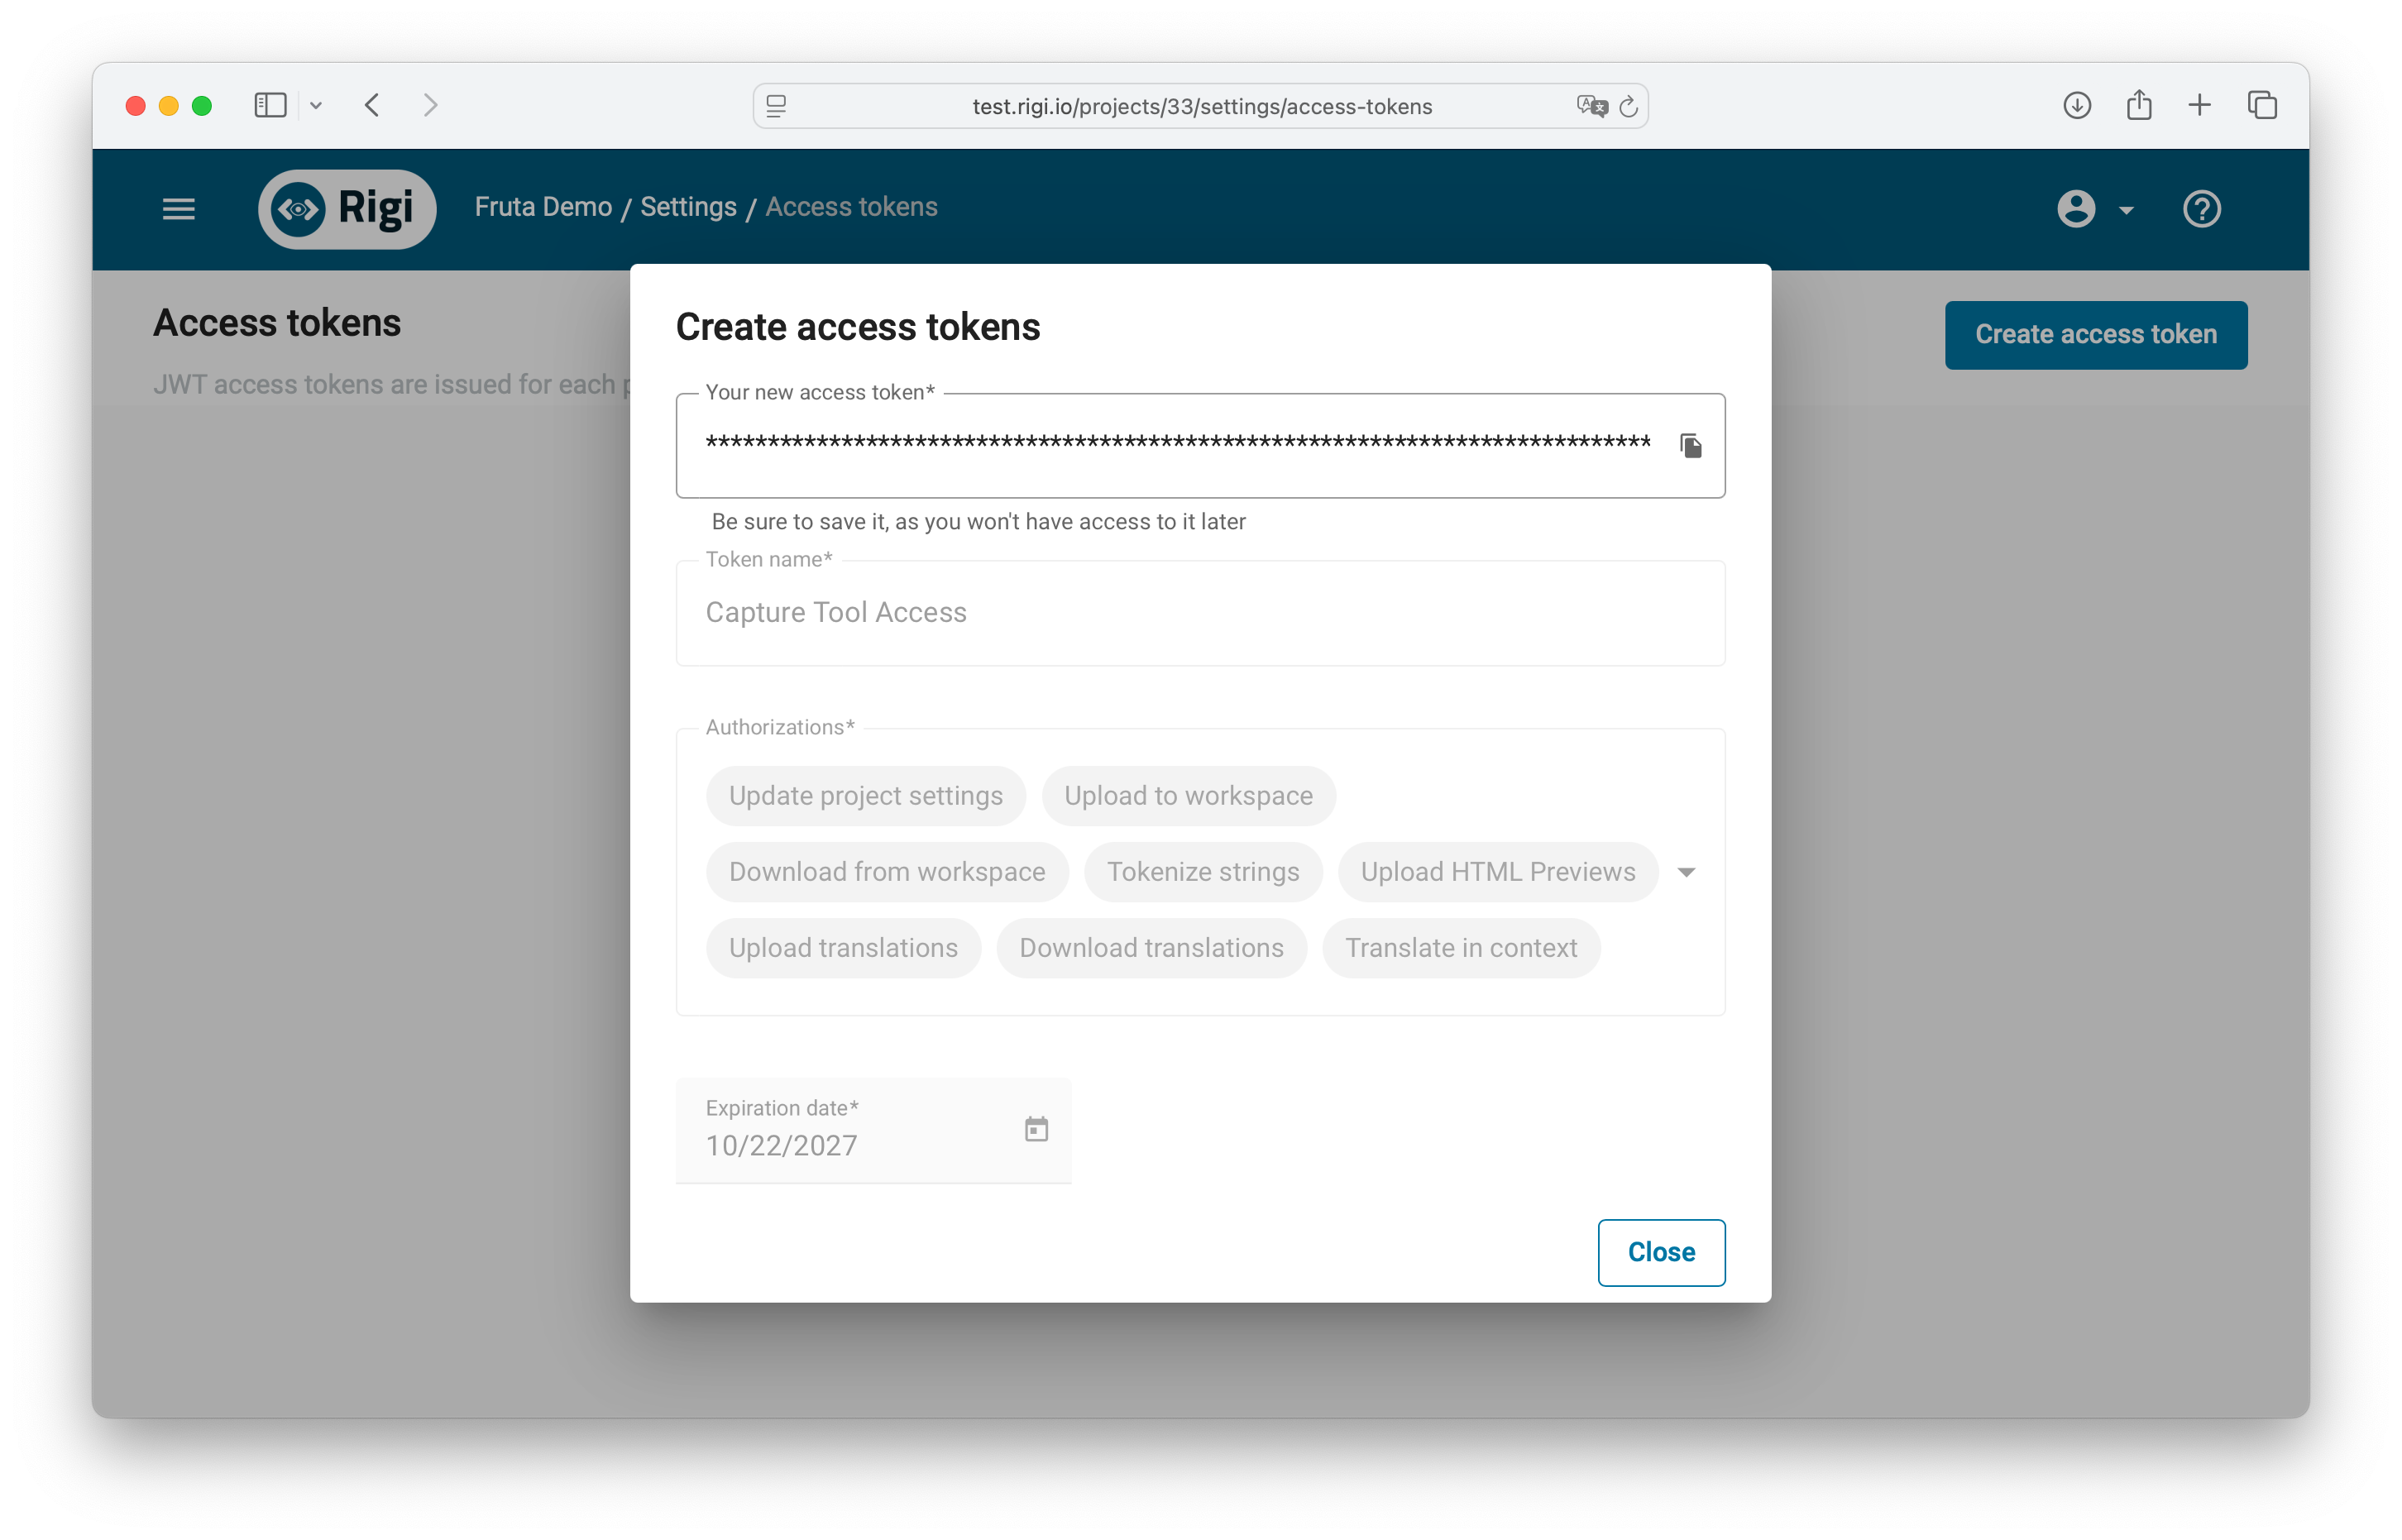 test.rigi.io/projects/33/settings/access-tokens
Rigi
Fruta Demo / Settings / Access tokens
Access tokens
Create access token
JWT access tokens are issued for each
Create access tokens
Your new access token*
*****************************************************************************
Be sure to save it, as you won't have access to it later
Token name*
Capture Tool Access
Authorizations*
Update project settings Upload to workspace
Download from workspace Tokenize strings Upload HTML Previews
Upload translations Download translations Translate in context
Expiration date*
10/22/2027
Close